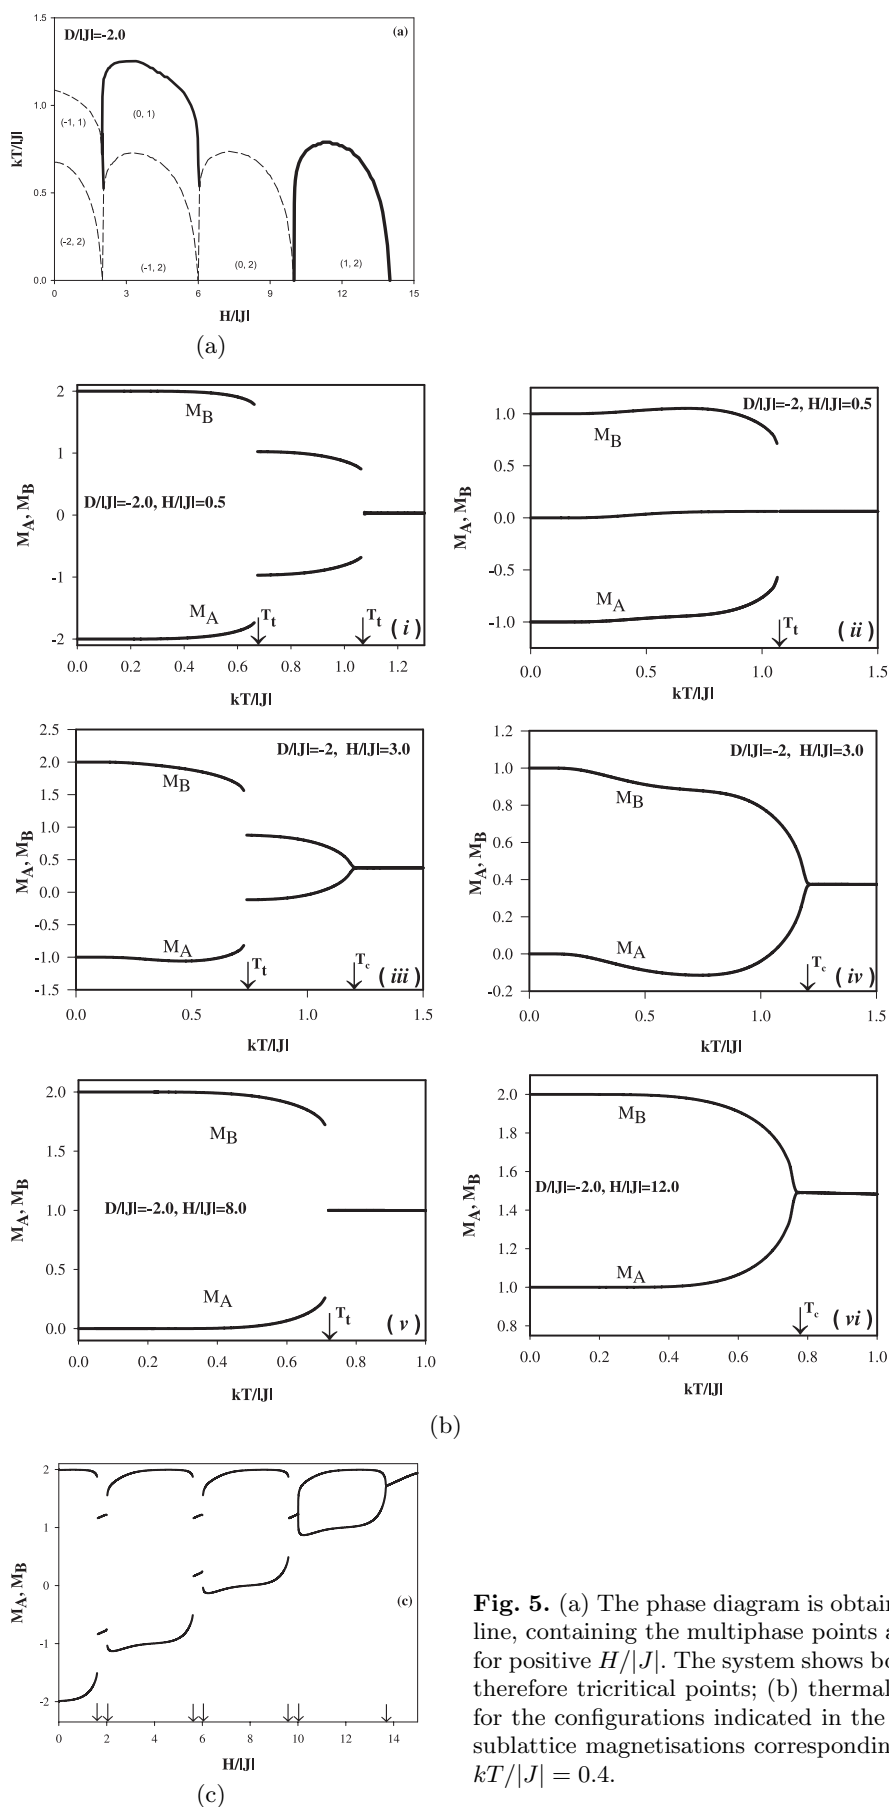 D/|J|=-2.0
(a)
1.5
1.0
0.5
0.0
kT/|J|
(-1, 1)
(0, 1)
(-2, 2)
(-1, 2)
(0, 2)
(1, 2)
0 3 6 9 12 15
H/|J|
(a)
2
1
0
-1
-2
M_A, M_B
M_B
D/|J|=-2.0, H/|J|=0.5
M_A
T_t
T_t
(i)
0.0 0.2 0.4 0.6 0.8 1.0 1.2
kT/|J|
1.0
0.5
0.0
-0.5
-1.0
M_A, M_B
D/|J|=-2, H/|J|=0.5
M_B
M_A
T_t
(ii)
0.0 0.5 1.0 1.5
kT/|J|
2.5
2.0
1.5
1.0
0.5
0.0
-0.5
-1.0
-1.5
M_A, M_B
D/|J|=-2, H/|J|=3.0
M_B
M_A
T_t
T_c
(iii)
0.0 0.5 1.0 1.5
kT/|J|
1.2
1.0
0.8
0.6
0.4
0.2
0.0
-0.2
M_A, M_B
D/|J|=-2, H/|J|=3.0
M_B
M_A
T_c
(iv)
0.0 0.5 1.0 1.5
kT/|J|
2.0
1.5
1.0
0.5
0.0
M_A, M_B
M_B
D/|J|=-2.0, H/|J|=8.0
M_A
T_t
(v)
0.0 0.2 0.4 0.6 0.8 1.0
kT/|J|
2.0
1.8
1.6
1.4
1.2
1.0
0.8
M_A, M_B
M_B
D/|J|=-2.0, H/|J|=12.0
M_A
T_c
(vi)
0.0 0.2 0.4 0.6 0.8 1.0
kT/|J|
(b)
2
1
0
-1
-2
M_A, M_B
(c)
0 2 4 6 8 10 12 14
H/|J|
(c)
Fig. 5. (a) The phase diagram is obtain
line, containing the multiphase points a
for positive H/|J|. The system shows bo
therefore tricritical points; (b) thermal
for the configurations indicated in the
sublattice magnetisations corresponding
kT/|J| = 0.4.